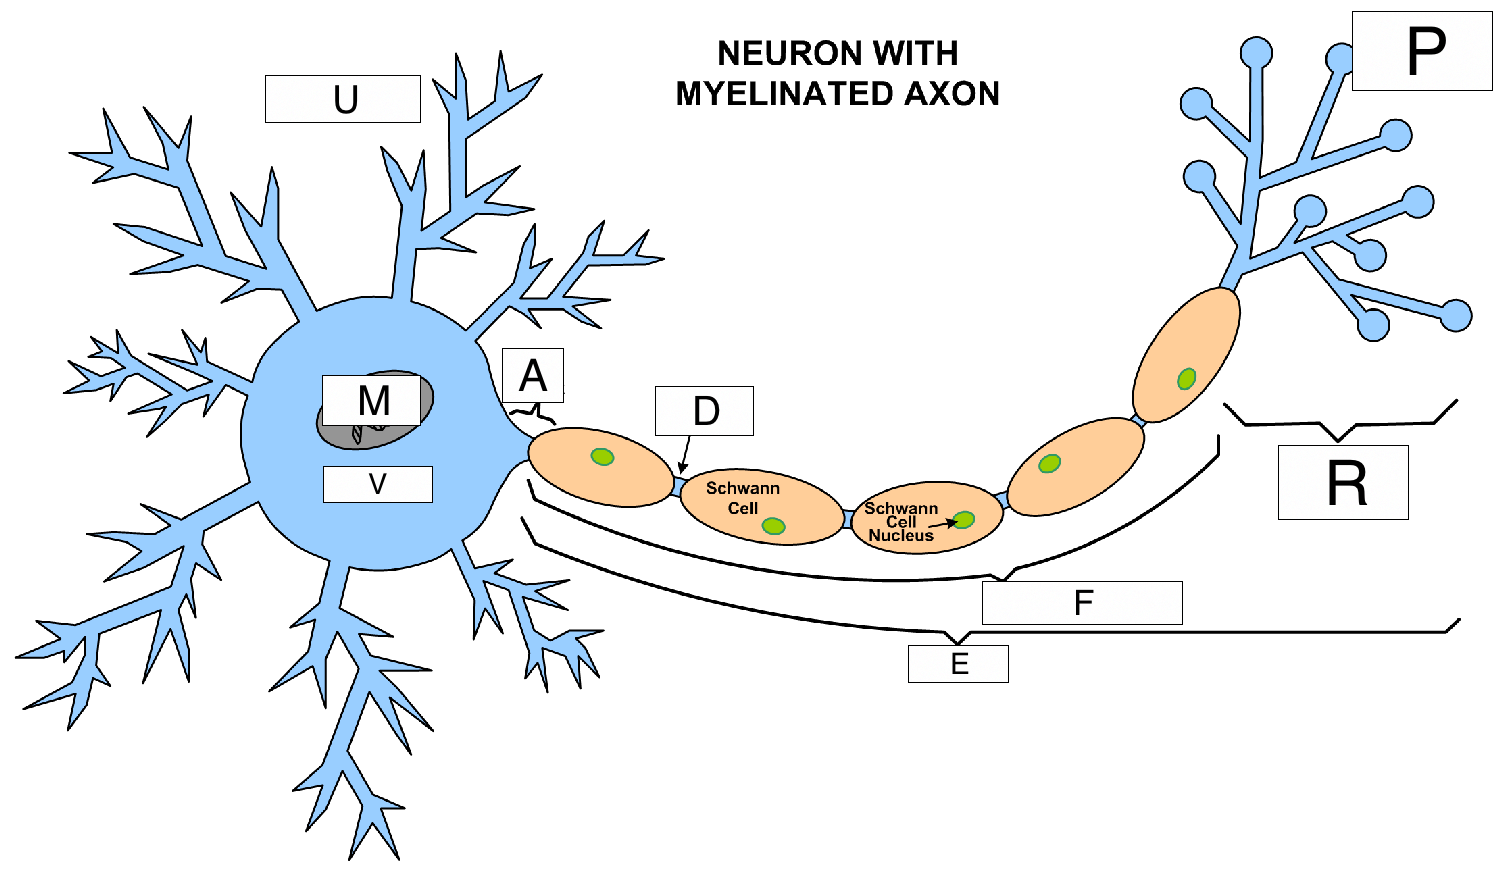 NEURON WITH
MYELINATED AXON
P
U
A
M
D
V
R
Schwann
Cell
Schwann
Cell
Nucleus
F
E